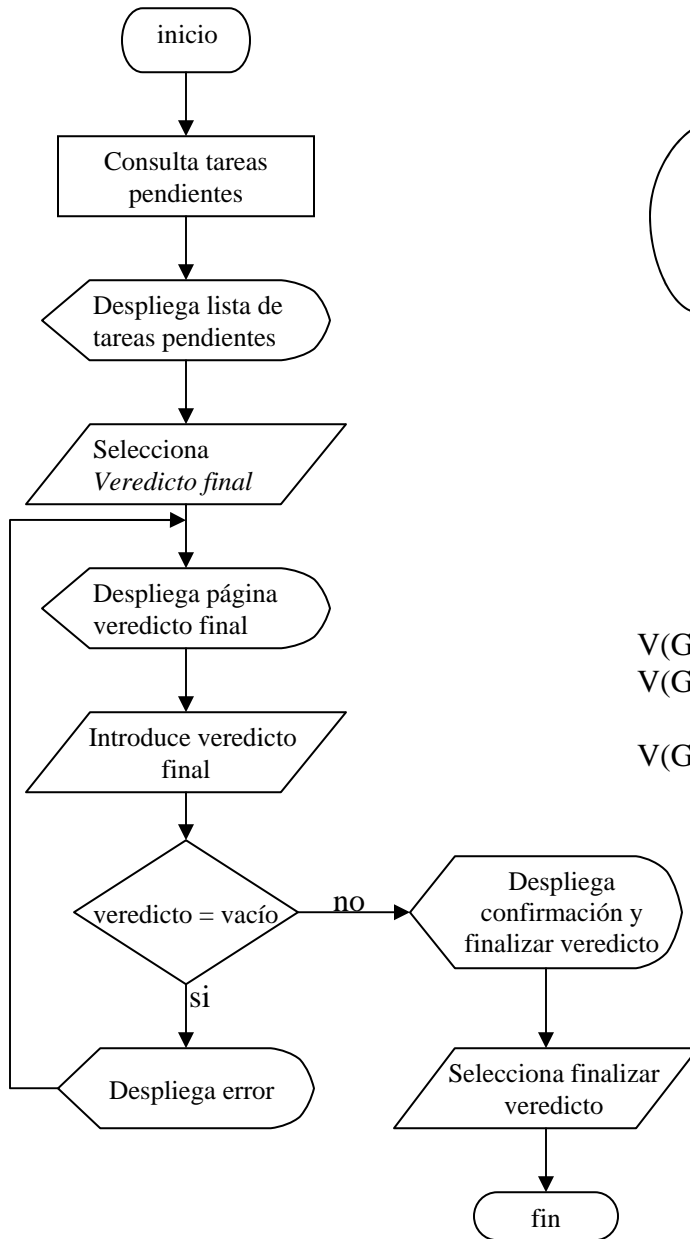 inicio
Consulta tareas
pendientes
Despliega lista de
tareas pendientes
Selecciona
Veredicto final
Despliega página
veredicto final
Introduce veredicto
final
veredicto = vacío
no
si
Despliega
confirmación y
finalizar veredicto
Despliega error
Selecciona finalizar
veredicto
fin
V(G
V(G
V(G